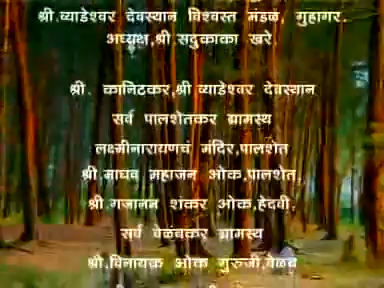 श्री.व्याडेश्वर देवस्थान विश्वस्त मंडळ, गुहागर.
अध्यक्ष,श्री.सदुकाका खरे.
श्री. कानिटकर,श्री.व्याडेश्वर देवस्थान
सर्व पालशेतकर ग्रामस्थ
लक्ष्मीनारायणचं मंदिर,पालशेत
श्री.माधव महाजन ओक,पालशेत.
श्री.गजानन शंकर ओक,हेदवी.
सर्व वेळंबकर ग्रामस्थ
श्री.विनायक ओक गुरुजी,वेळंब